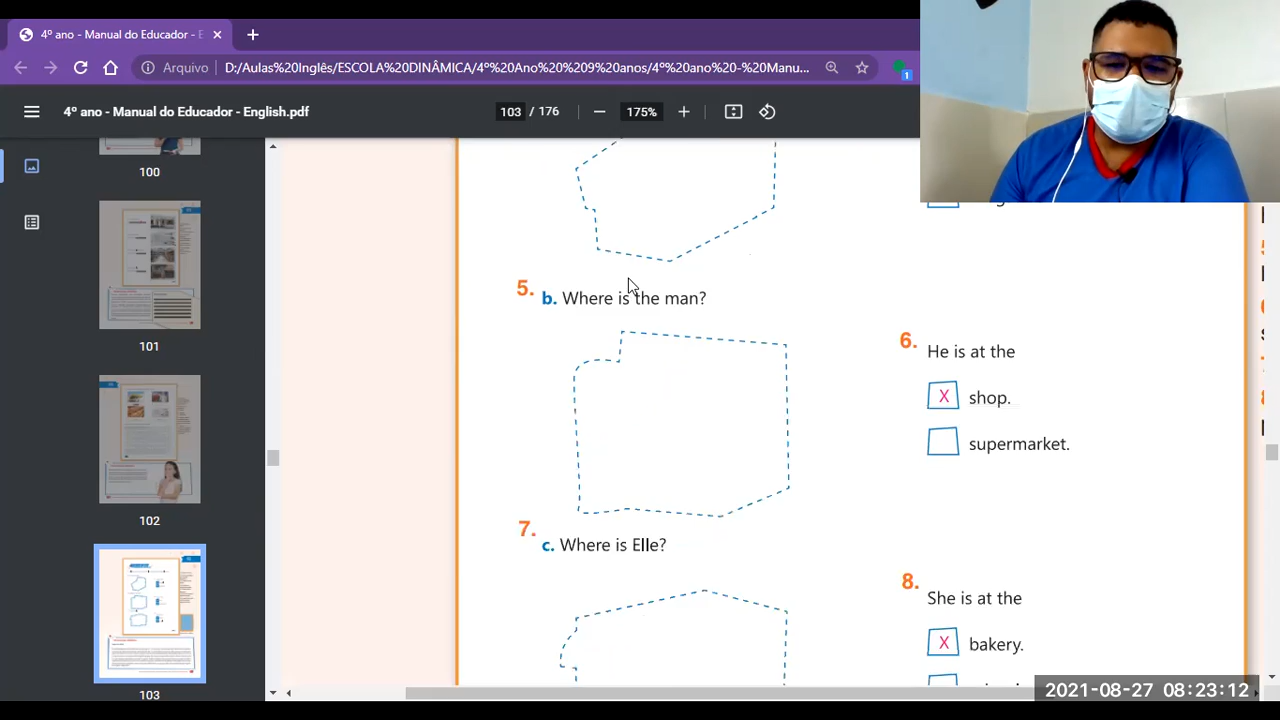 4º ano - Manual do Educador - E
Arquivo
D:/Aulas%20Inglês/ESCOLA%20DINÂMICA/4º%20Ano%20%209%20anos/4º%20ano%20-%20Manu...
1
4º ano - Manual do Educador - English.pdf
103 / 176
175%
100
101
102
103
5.
b. Where is the man?
6.
He is at the
X shop.
supermarket.
7.
c. Where is Elle?
8.
She is at the
X bakery.
2021-08-27 08:23:12